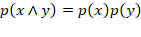 p(x ∧ y) = p(x)p(y)